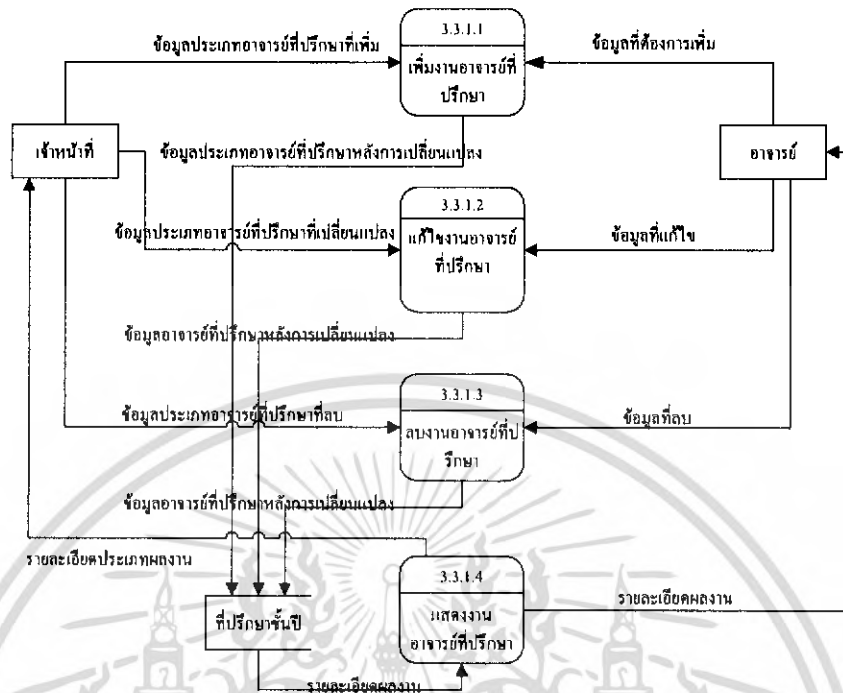 3.3.1.1
ข้อมูลประเภทอาจารย์ที่ปรึกษาที่เพิ่ม
ข้อมูลที่ต้องการเพิ่ม
เพิ่มงานอาจารย์ที่
ปรึกษา
เจ้าหน้าที่
ข้อมูลประเภทอาจารย์ที่ปรึกษาหลังการเปลี่ยนแปลง
อาจารย์
3.3.1.2
ข้อมูลประเภทอาจารย์ที่ปรึกษาที่เปลี่ยนแปลง
แก้ไขงานอาจารย์
ที่ปรึกษา
ข้อมูลที่แก้ไข
ข้อมูลอาจารย์ที่ปรึกษาหลังการเปลี่ยนแปลง
3.3.1.3
ข้อมูลประเภทอาจารย์ที่ปรึกษาที่ลบ
ลบงานอาจารย์ที่ป
รึกษา
ข้อมูลที่ลบ
ข้อมูลอาจารย์ที่ปรึกษาหลังการเปลี่ยนแปลง
รายละเอียดประเภทผลงาน
3.3.1.4
ที่ปรึกษาชั้นปี
แสดงงาน
อาจารย์ที่ปรึกษา
รายละเอียดผลงาน
รายละเอียดผลงาน